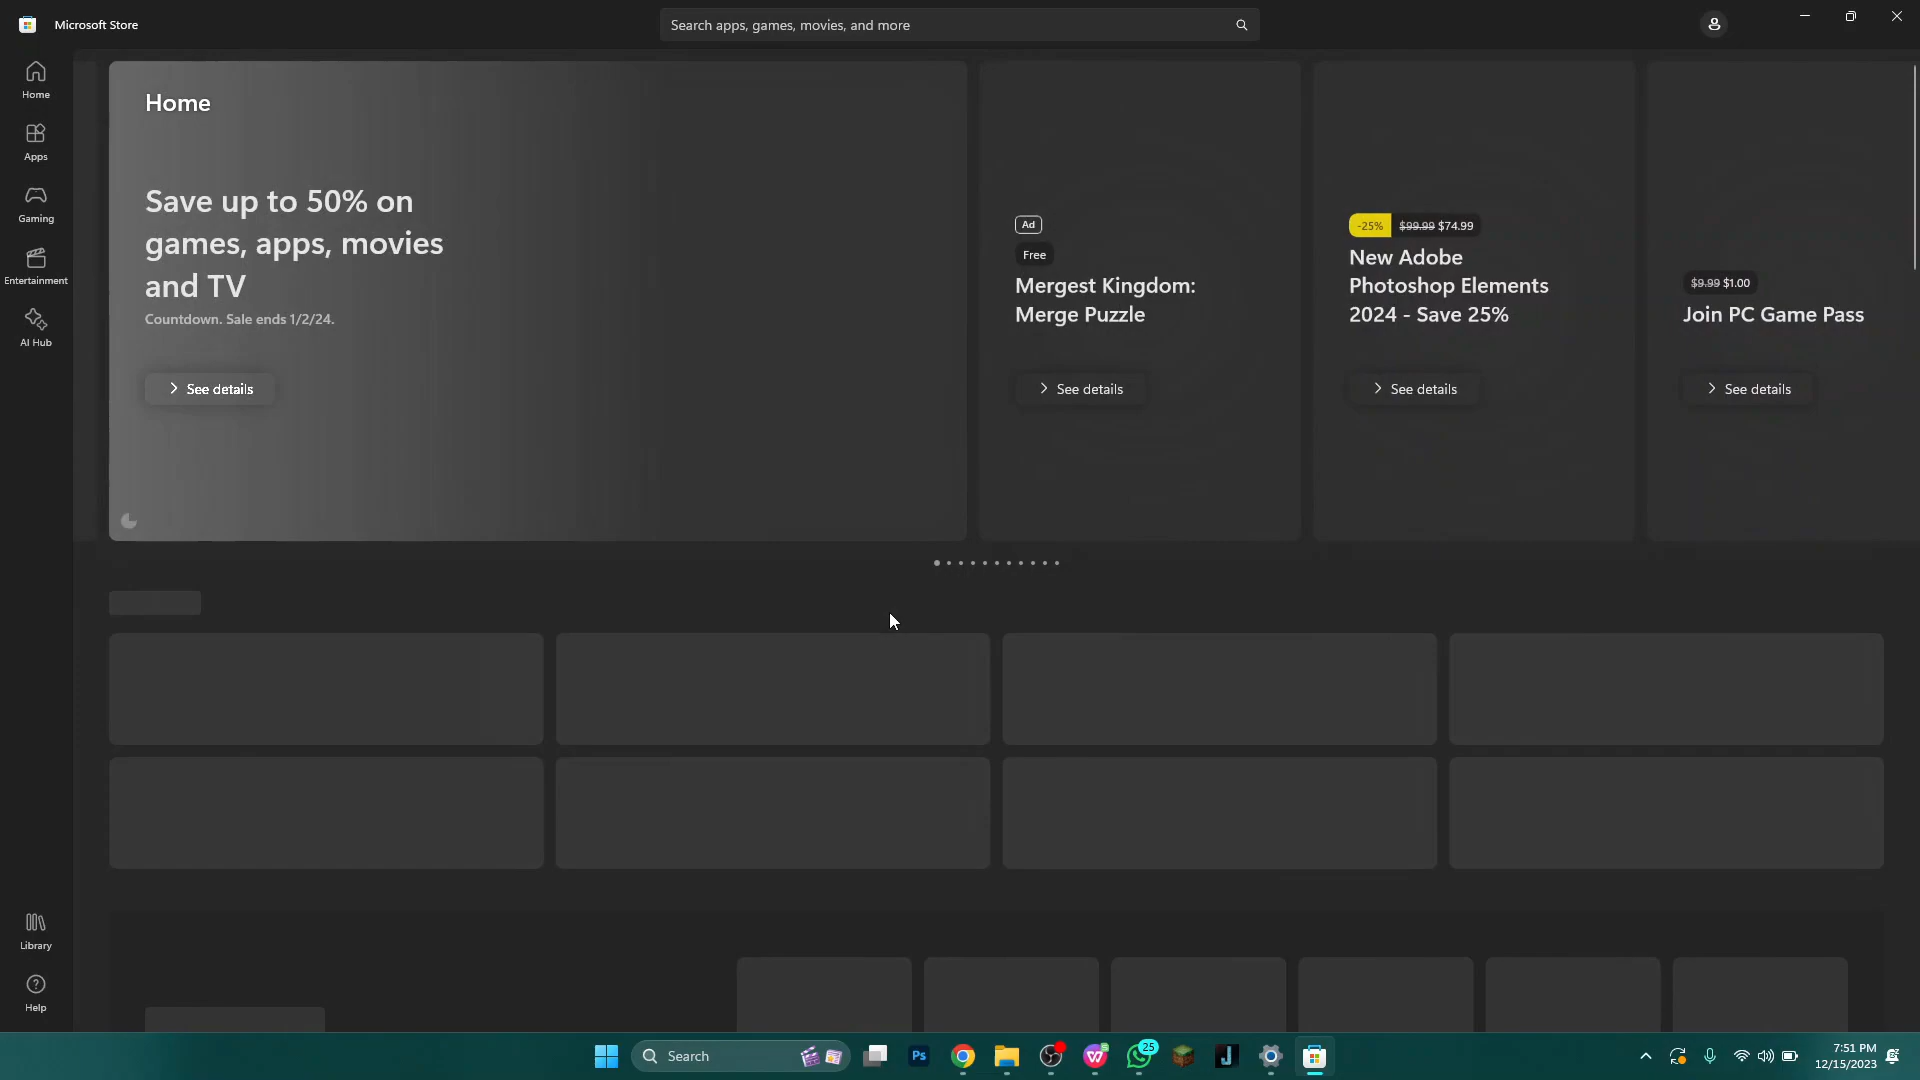 Microsoft Store
Search apps, games, movies, and more
Home
Apps
Gaming
Entertainment
AI Hub
Library
Help
Home
Save up to 50% on
games, apps, movies
and TV
Countdown. Sale ends 1/2/24.
See details
Ad
Free
Mergest Kingdom:
Merge Puzzle
See details
-25% $99.99 $74.99
New Adobe
Photoshop Elements
2024 - Save 25%
See details
$9.99 $1.00
Join PC Game Pass
See details
Search
Ps
W
25
J
7:51 PM
12/15/2023